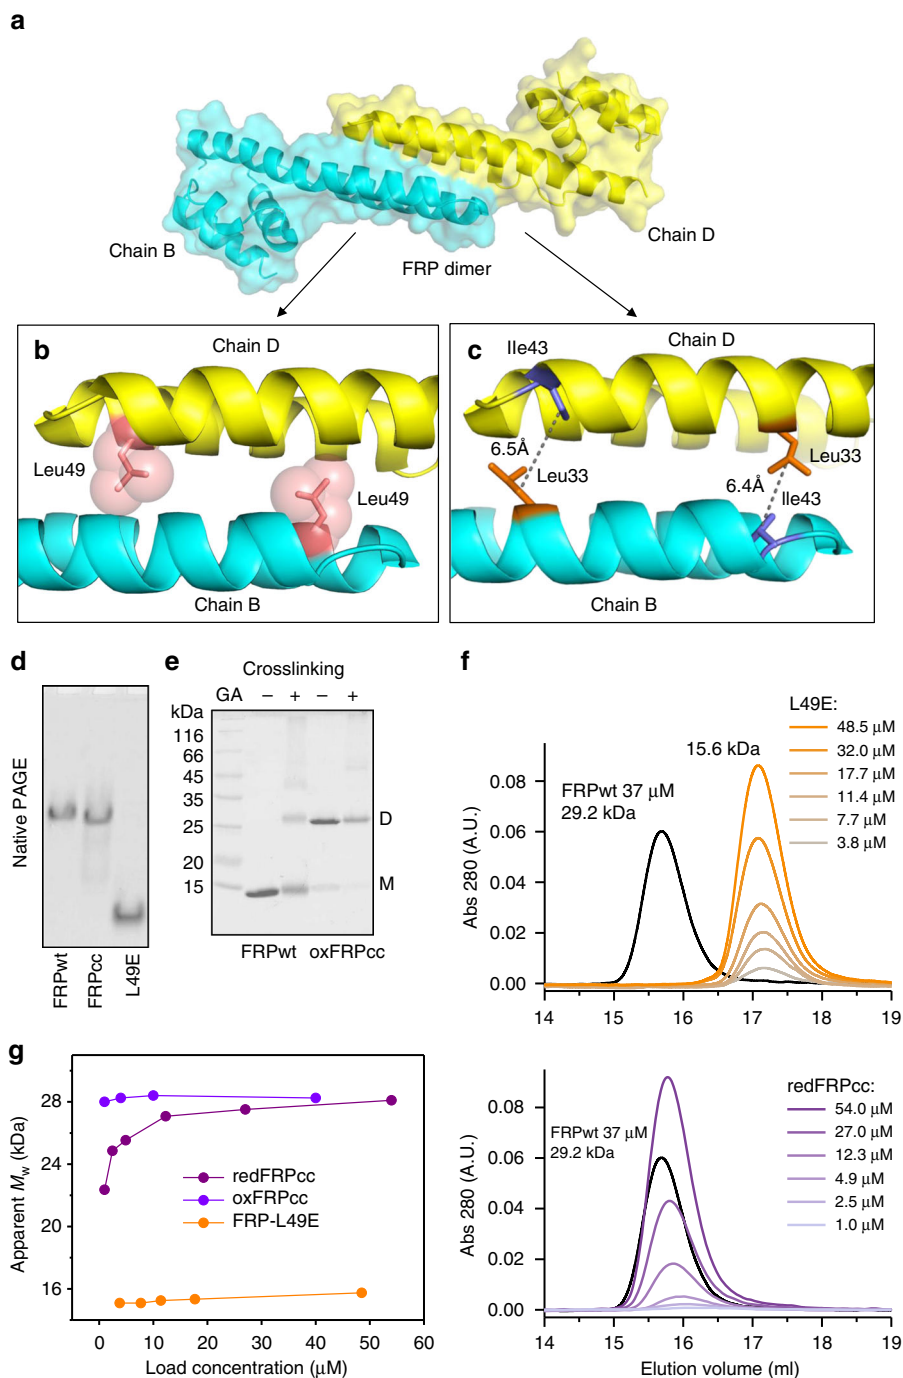 a
Chain B
FRP dimer
Chain D
b
Chain D
Leu49
Leu49
Chain B
c
Ile43
Chain D
6.5Å
Leu33
Leu33
6.4Å
Ile43
Chain B
d
Native PAGE
FRPwt
FRPcc
L49E
e
Crosslinking
GA – + – +
kDa
116
66
45
35
25
20
15
D
M
FRPwt oxFRPcc
f
L49E:
48.5 μM
32.0 μM
17.7 μM
11.4 μM
7.7 μM
3.8 μM
15.6 kDa
FRPwt 37 μM
29.2 kDa
Abs 280 (A.U.)
0.08
0.06
0.04
0.02
0.00
14 15 16 17 18 19
redFRPcc:
54.0 μM
27.0 μM
12.3 μM
4.9 μM
2.5 μM
1.0 μM
FRPwt 37 μM
29.2 kDa
Abs 280 (A.U.)
0.08
0.06
0.04
0.02
0.00
14 15 16 17 18 19
Elution volume (ml)
g
Apparent Mw (kDa)
28
24
20
16
redFRPcc
oxFRPcc
FRP-L49E
0 10 20 30 40 50 60
Load concentration (μM)